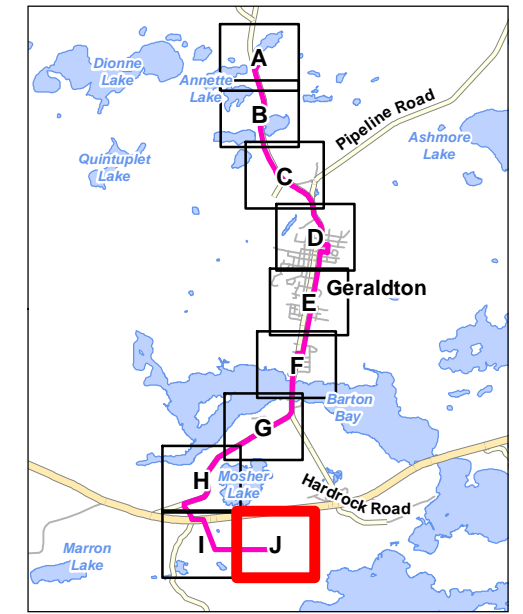 A
Dionne
Lake
Annette
Lake
B
Pipeline Road
Ashmore
Lake
Quintuplet
Lake
C
D
Geraldton
E
F
Barton
Bay
G
H
Mosher
Lake
Hardrock Road
I
J
Marron
Lake